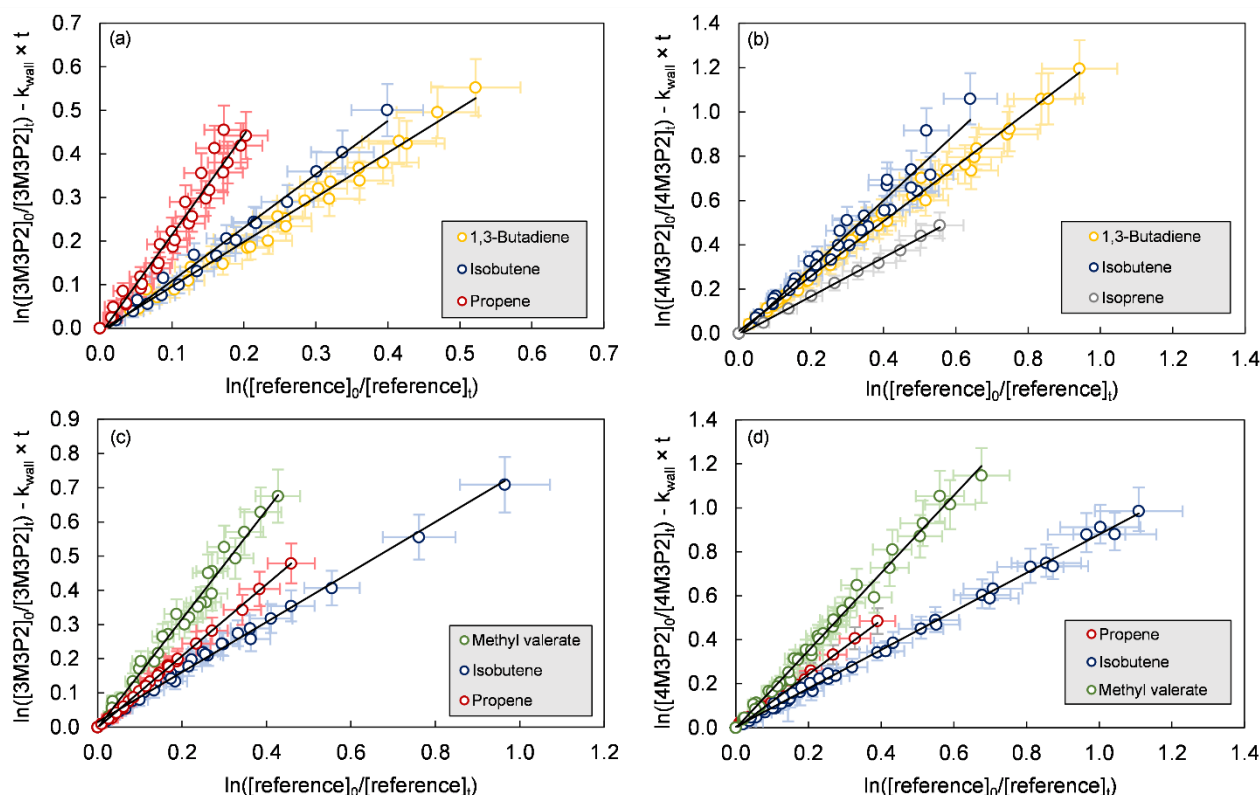 (a)
ln([3M3P2]₀/[3M3P2]ₜ) - k_wall × t
0.7
0.6
0.5
0.4
0.3
0.2
0.1
0.0
1,3-Butadiene
Isobutene
Propene
0.0 0.1 0.2 0.3 0.4 0.5 0.6 0.7
ln([reference]₀/[reference]ₜ)
(b)
ln([4M3P2]₀/[4M3P2]ₜ) - k_wall × t
1.4
1.2
1.0
0.8
0.6
0.4
0.2
0.0
1,3-Butadiene
Isobutene
Isoprene
0.0 0.2 0.4 0.6 0.8 1.0 1.2 1.4
ln([reference]₀/[reference]ₜ)
(c)
ln([3M3P2]₀/[3M3P2]ₜ) - k_wall × t
0.9
0.8
0.7
0.6
0.5
0.4
0.3
0.2
0.1
0.0
Methyl valerate
Isobutene
Propene
0.0 0.2 0.4 0.6 0.8 1.0 1.2
ln([reference]₀/[reference]ₜ)
(d)
ln([4M3P2]₀/[4M3P2]ₜ) - k_wall × t
1.4
1.2
1.0
0.8
0.6
0.4
0.2
0.0
Propene
Isobutene
Methyl valerate
0.0 0.2 0.4 0.6 0.8 1.0 1.2 1.4
ln([reference]₀/[reference]ₜ)